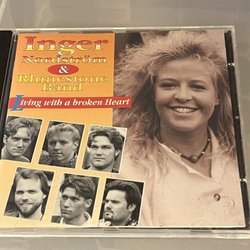 Inger
Nordström
& Rhinestone
Band
Living with a broken Heart